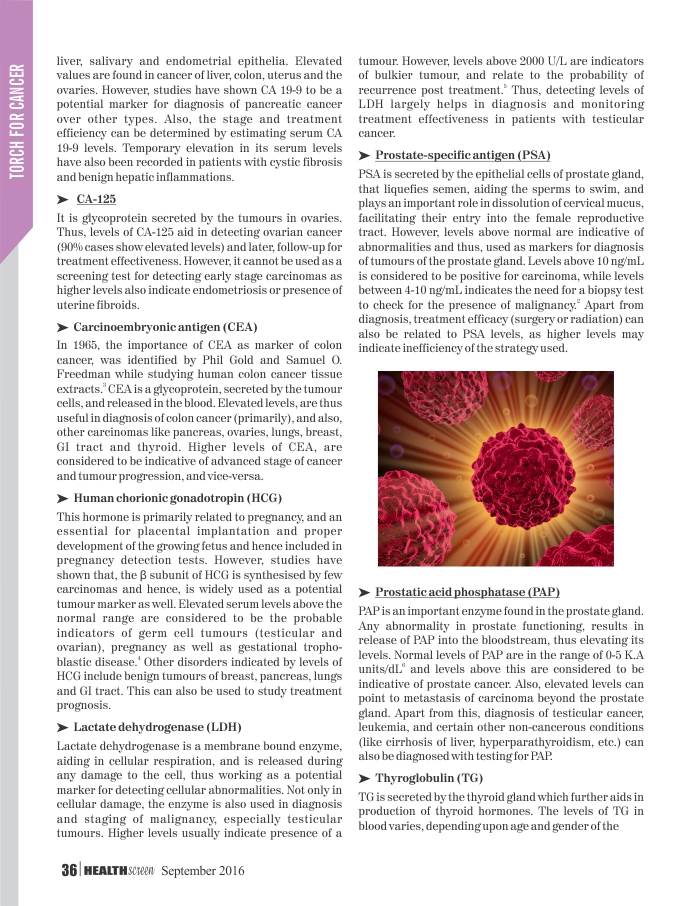 TORCH FOR CANCER
liver, salivary and endometrial epithelia. Elevated
values are found in cancer of liver, colon, uterus and the
ovaries. However, studies have shown CA 19-9 to be a
potential marker for diagnosis of pancreatic cancer
over other types. Also, the stage and treatment
efficiency can be determined by estimating serum CA
19-9 levels. Temporary elevation in its serum levels
have also been recorded in patients with cystic fibrosis
and benign hepatic inflammations.
➤ CA-125
It is glycoprotein secreted by the tumours in ovaries.
Thus, levels of CA-125 aid in detecting ovarian cancer
(90% cases show elevated levels) and later, follow-up for
treatment effectiveness. However, it cannot be used as a
screening test for detecting early stage carcinomas as
higher levels also indicate endometriosis or presence of
uterine fibroids.
➤ Carcinoembryonic antigen (CEA)
In 1965, the importance of CEA as marker of colon
cancer, was identified by Phil Gold and Samuel O.
Freedman while studying human colon cancer tissue
extracts.³ CEA is a glycoprotein, secreted by the tumour
cells, and released in the blood. Elevated levels, are thus
useful in diagnosis of colon cancer (primarily), and also,
other carcinomas like pancreas, ovaries, lungs, breast,
GI tract and thyroid. Higher levels of CEA, are
considered to be indicative of advanced stage of cancer
and tumour progression, and vice-versa.
➤ Human chorionic gonadotropin (HCG)
This hormone is primarily related to pregnancy, and an
essential for placental implantation and proper
development of the growing fetus and hence included in
pregnancy detection tests. However, studies have
shown that, the β subunit of HCG is synthesised by few
carcinomas and hence, is widely used as a potential
tumour marker as well. Elevated serum levels above the
normal range are considered to be the probable
indicators of germ cell tumours (testicular and
ovarian), pregnancy as well as gestational tropho-
blastic disease.⁴ Other disorders indicated by levels of
HCG include benign tumours of breast, pancreas, lungs
and GI tract. This can also be used to study treatment
prognosis.
➤ Lactate dehydrogenase (LDH)
Lactate dehydrogenase is a membrane bound enzyme,
aiding in cellular respiration, and is released during
any damage to the cell, thus working as a potential
marker for detecting cellular abnormalities. Not only in
cellular damage, the enzyme is also used in diagnosis
and staging of malignancy, especially testicular
tumours. Higher levels usually indicate presence of a
tumour. However, levels above 2000 U/L are indicators
of bulkier tumour, and relate to the probability of
recurrence post treatment.⁵ Thus, detecting levels of
LDH largely helps in diagnosis and monitoring
treatment effectiveness in patients with testicular
cancer.
➤ Prostate-specific antigen (PSA)
PSA is secreted by the epithelial cells of prostate gland,
that liquefies semen, aiding the sperms to swim, and
plays an important role in dissolution of cervical mucus,
facilitating their entry into the female reproductive
tract. However, levels above normal are indicative of
abnormalities and thus, used as markers for diagnosis
of tumours of the prostate gland. Levels above 10 ng/mL
is considered to be positive for carcinoma, while levels
between 4-10 ng/mL indicates the need for a biopsy test
to check for the presence of malignancy.² Apart from
diagnosis, treatment efficacy (surgery or radiation) can
also be related to PSA levels, as higher levels may
indicate inefficiency of the strategy used.
➤ Prostatic acid phosphatase (PAP)
PAP is an important enzyme found in the prostate gland.
Any abnormality in prostate functioning, results in
release of PAP into the bloodstream, thus elevating its
levels. Normal levels of PAP are in the range of 0-5 K.A
units/dL⁶ and levels above this are considered to be
indicative of prostate cancer. Also, elevated levels can
point to metastasis of carcinoma beyond the prostate
gland. Apart from this, diagnosis of testicular cancer,
leukemia, and certain other non-cancerous conditions
(like cirrhosis of liver, hyperparathyroidism, etc.) can
also be diagnosed with testing for PAP.
➤ Thyroglobulin (TG)
TG is secreted by the thyroid gland which further aids in
production of thyroid hormones. The levels of TG in
blood varies, depending upon age and gender of the
36 HEALTHscreen September 2016